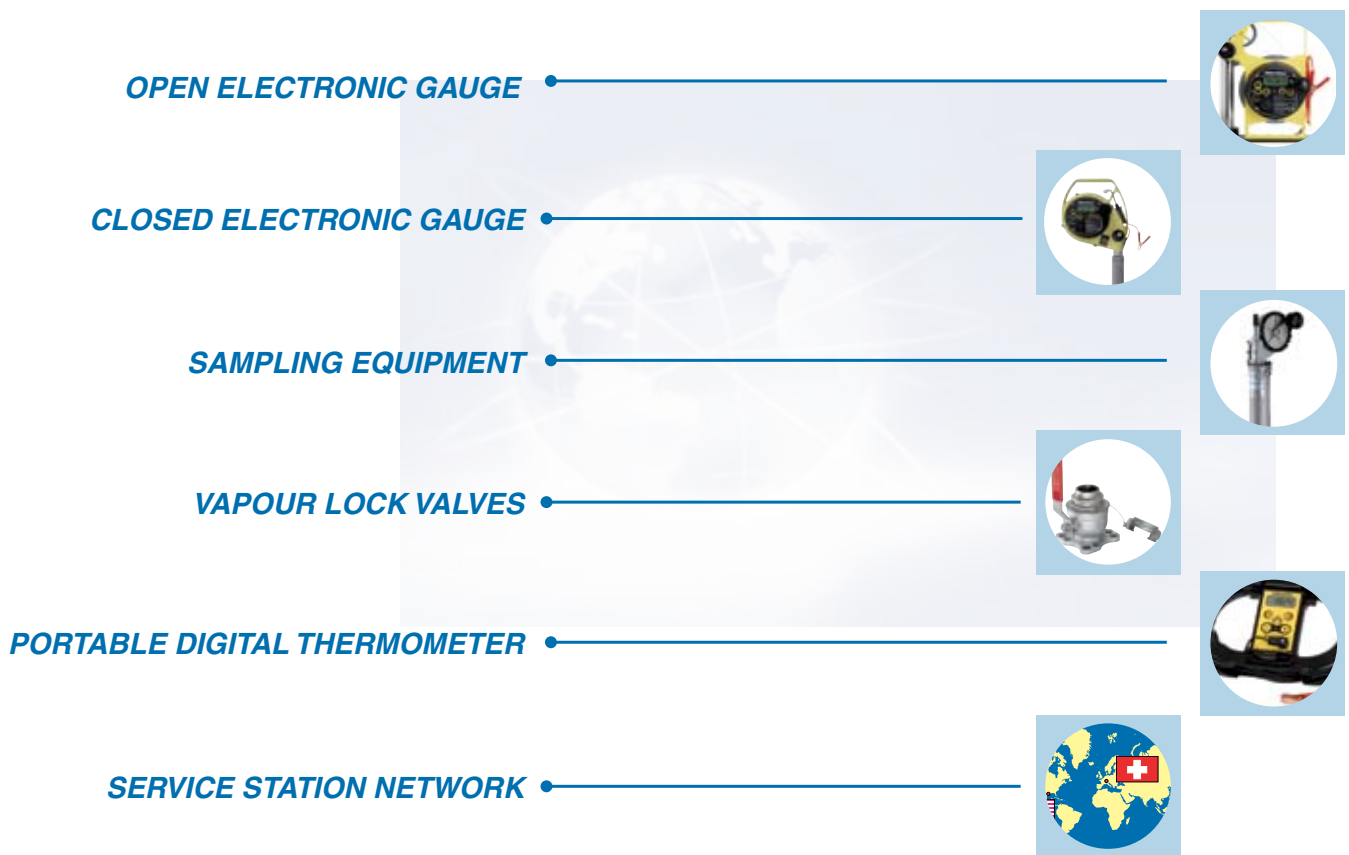 OPEN ELECTRONIC GAUGE
CLOSED ELECTRONIC GAUGE
SAMPLING EQUIPMENT
VAPOUR LOCK VALVES
PORTABLE DIGITAL THERMOMETER
SERVICE STATION NETWORK